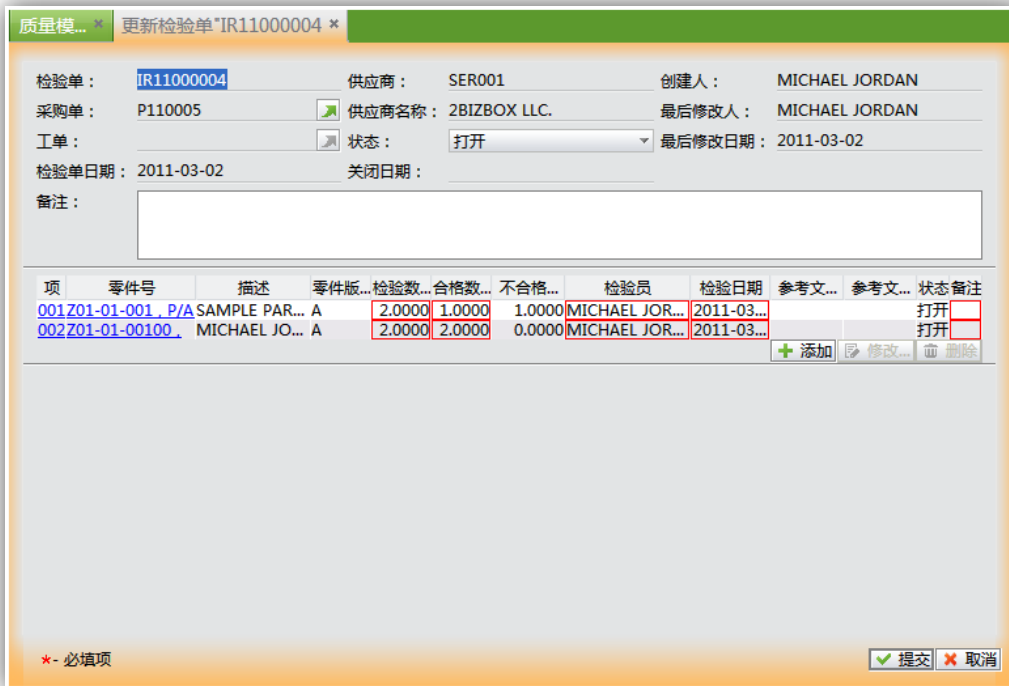 质量模... × 更新检验单"IR11000004 ×
检验单： IR11000004 供应商： SER001 创建人： MICHAEL JORDAN
采购单： P110005 供应商名称： 2BIZBOX LLC. 最后修改人： MICHAEL JORDAN
工单： 状态： 打开 最后修改日期： 2011-03-02
检验单日期： 2011-03-02 关闭日期：
备注：
项 零件号 描述 零件版... 检验数... 合格数... 不合格... 检验员 检验日期 参考文... 参考文... 状态 备注
001 Z01-01-001 , P/A SAMPLE PAR... A 2.0000 1.0000 1.0000 MICHAEL JOR... 2011-03... 打开
002 Z01-01-00100 , MICHAEL JO... A 2.0000 2.0000 0.0000 MICHAEL JOR... 2011-03... 打开
添加 修改... 删除
*- 必填项 提交 取消